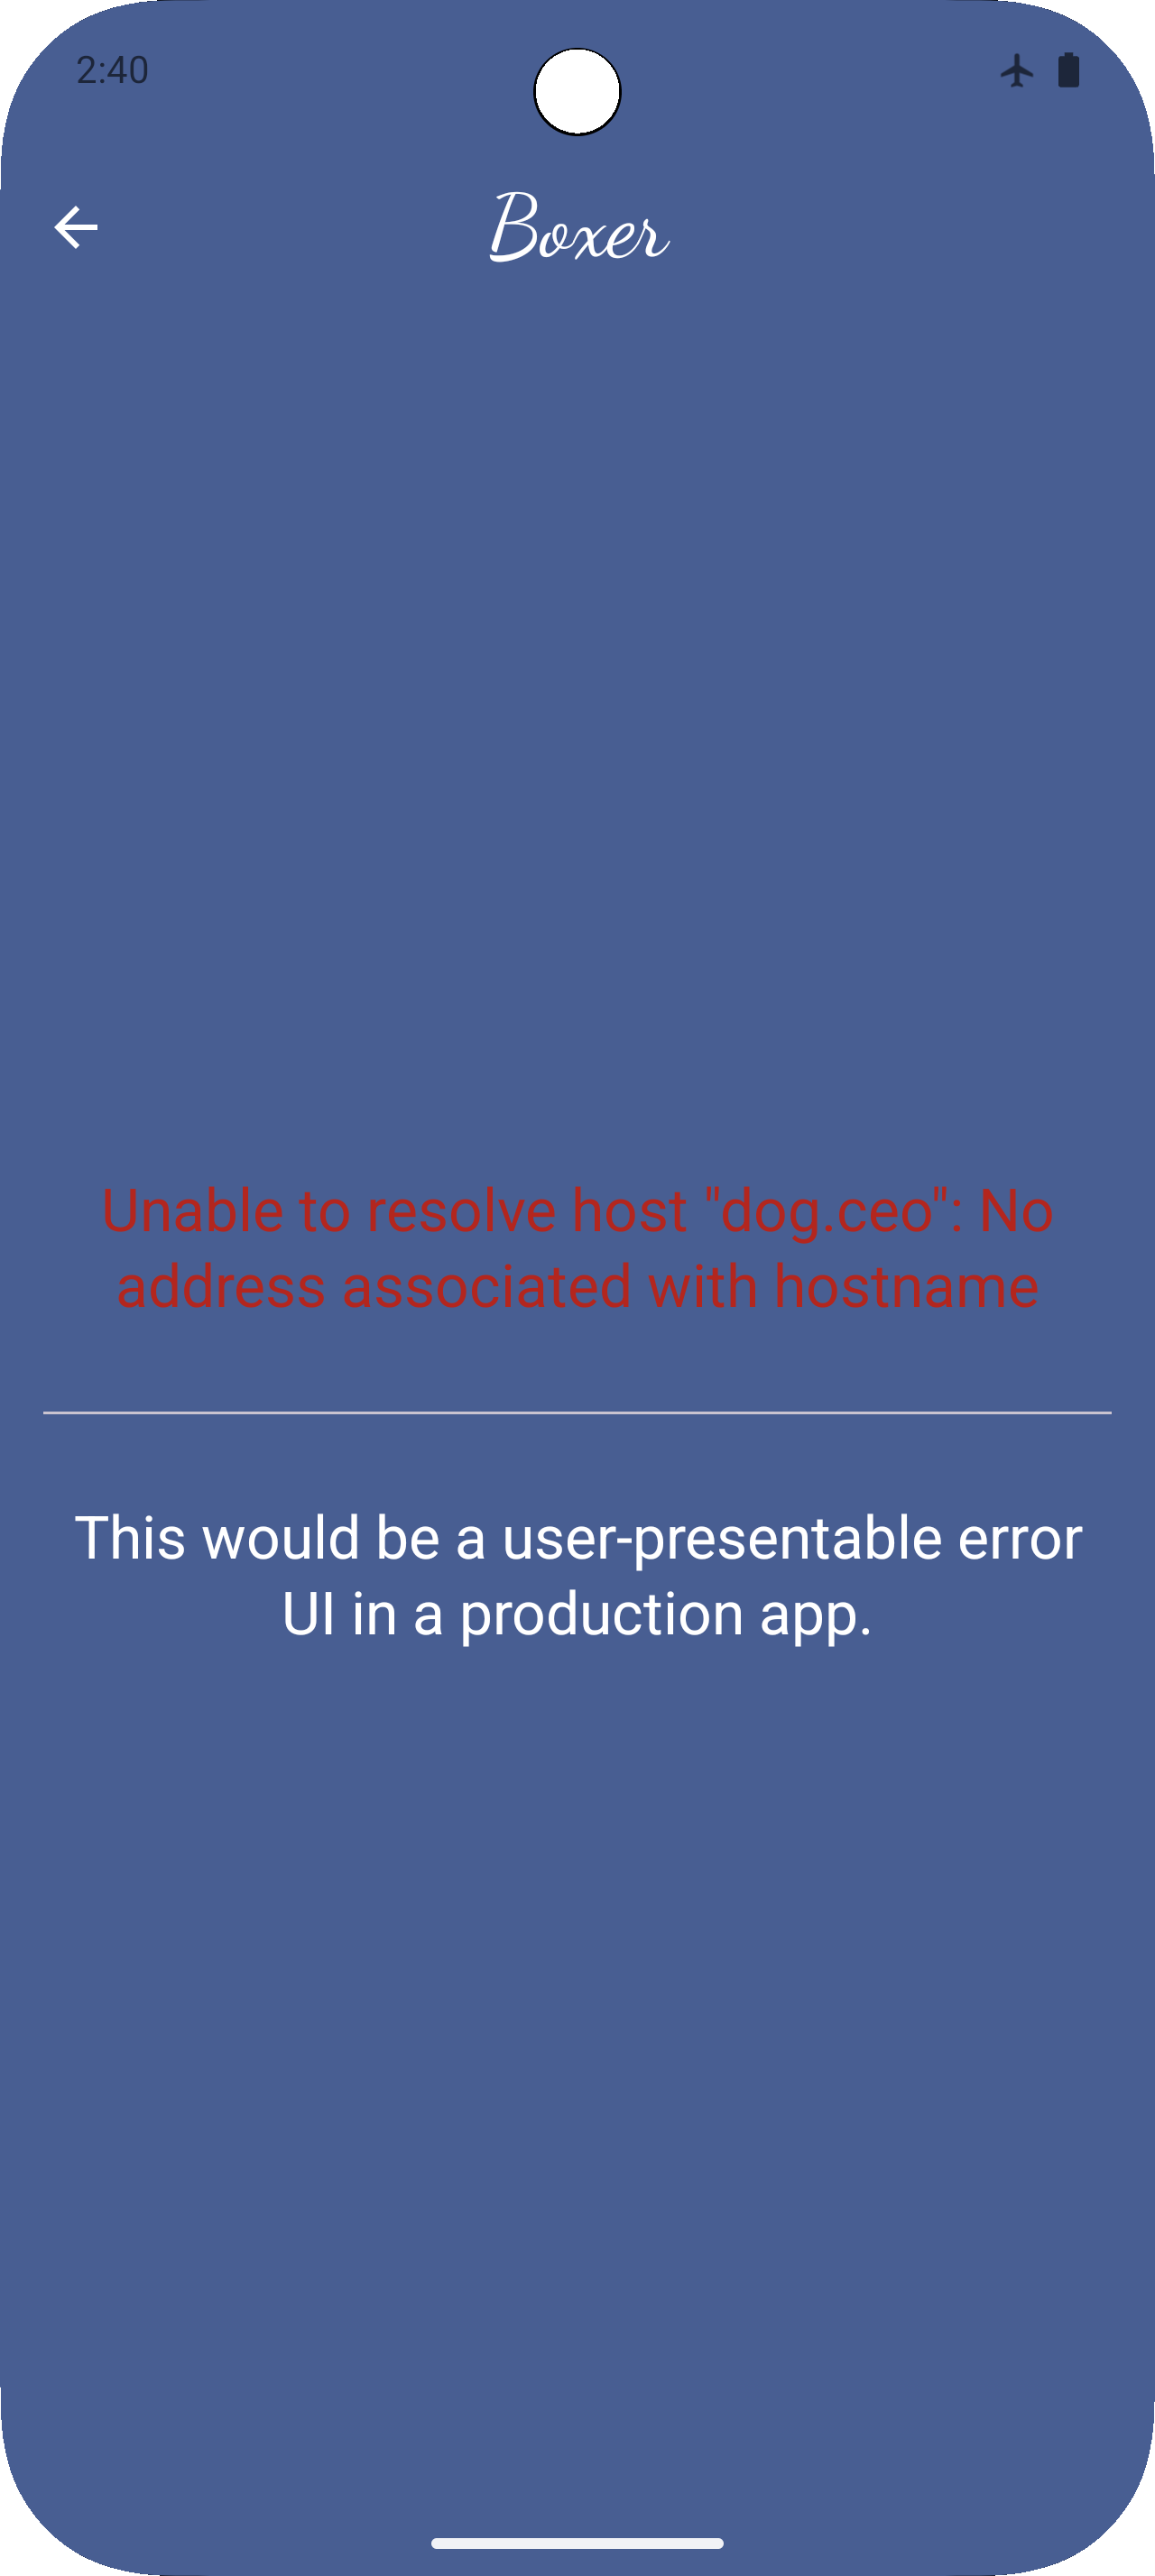 2:40
Boxer
Unable to resolve host "dog.ceo": No
address associated with hostname
This would be a user-presentable error
UI in a production app.